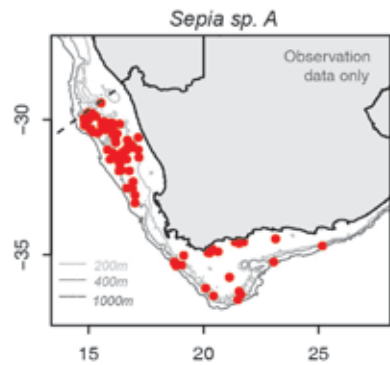 Sepia sp. A
Observation
data only
−30
−35
200m
400m
1000m
15
20
25